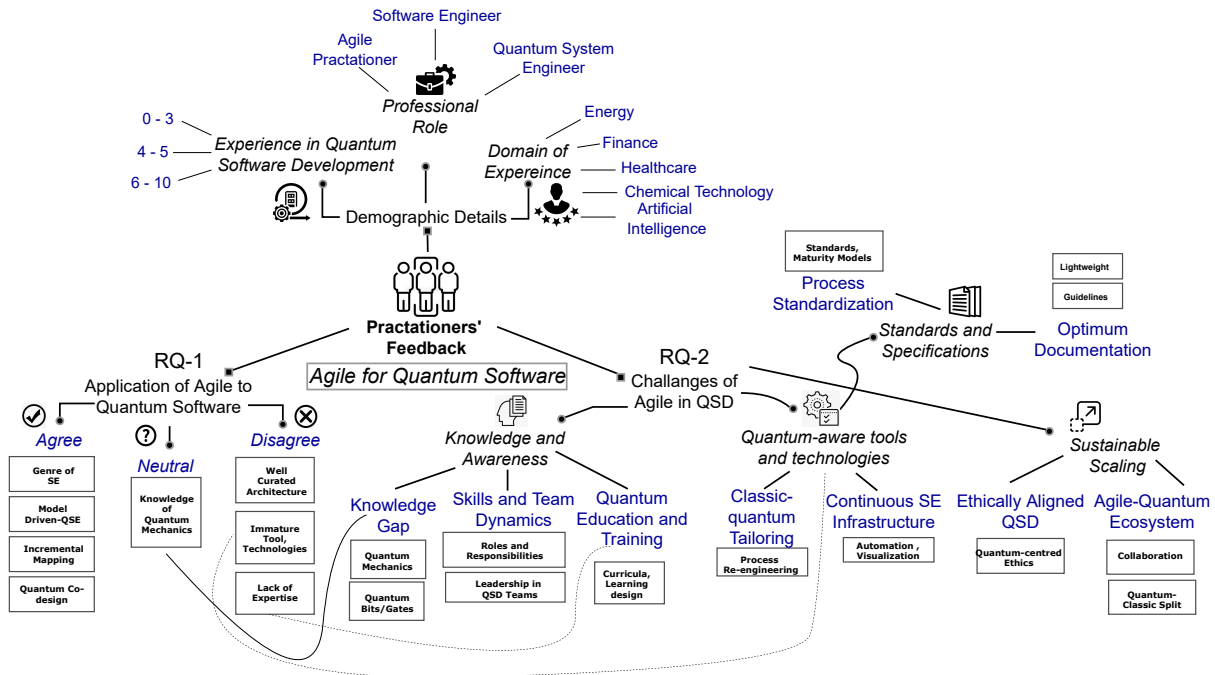 Software Engineer
Agile
Practationer
Quantum System
Engineer
Professional
Role
0 - 3
4 - 5
6 - 10
Experience in Quantum
Software Development
Energy
Domain of
Expereince
Finance
Healthcare
Chemical Technology
Artificial
Intelligence
Demographic Details
Practationers'
Feedback
Agile for Quantum Software
RQ-1
Application of Agile to
Quantum Software
Agree
Genre of
SE
Model
Driven-QSE
Incremental
Mapping
Quantum Co-
design
Neutral
Knowledge
of
Quantum
Mechanics
Disagree
Well
Curated
Architecture
Immature
Tool,
Technologies
Lack of
Expertise
RQ-2
Challanges of
Agile in QSD
Knowledge and
Awareness
Knowledge
Gap
Quantum
Mechanics
Quantum
Bits/Gates
Skills and Team
Dynamics
Roles and
Responsibilities
Leadership in
QSD Teams
Quantum
Education and
Training
Curricula,
Learning
design
Quantum-aware tools
and technologies
Classic-
quantum
Tailoring
Process
Re-engineering
Continuous SE
Infrastructure
Automation ,
Visualization
Standards,
Maturity Models
Process
Standardization
Standards and
Specifications
Lightweight
Guidelines
Optimum
Documentation
Sustainable
Scaling
Ethically Aligned
QSD
Quantum-centred
Ethics
Agile-Quantum
Ecosystem
Collaboration
Quantum-
Classic Split